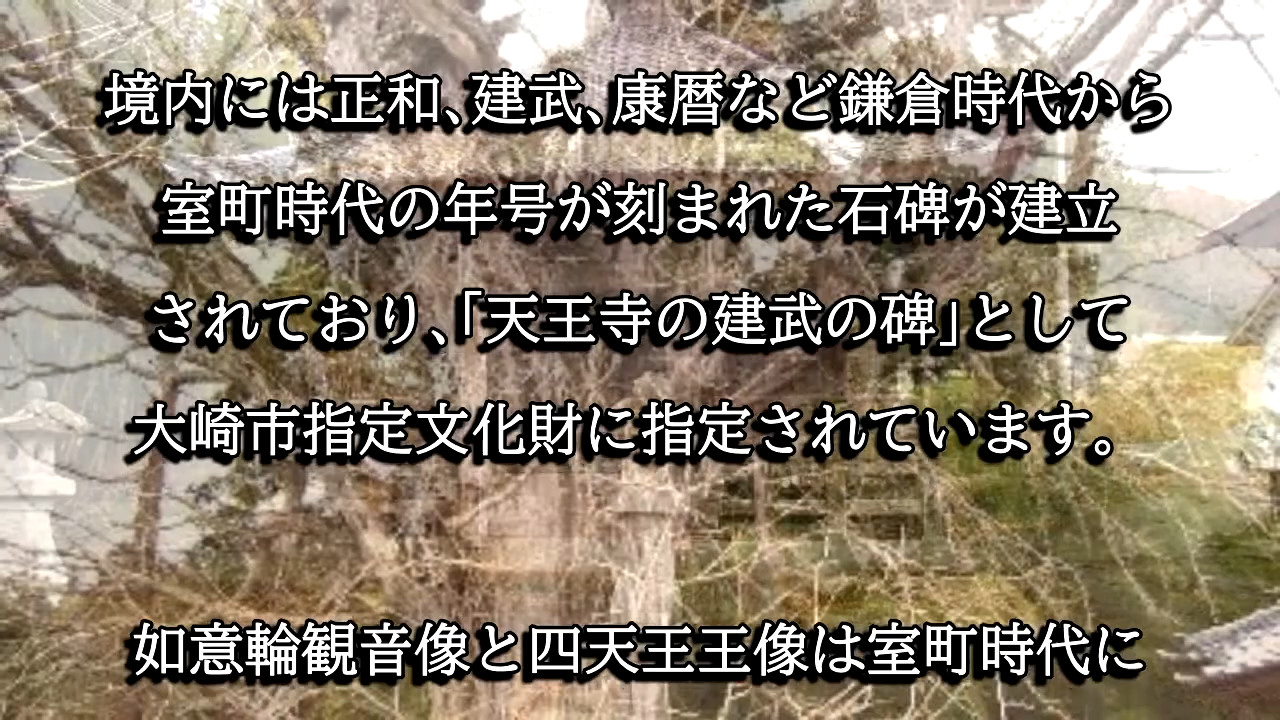 境内には正和、建武、康暦など鎌倉時代から
室町時代の年号が刻まれた石碑が建立
されており、「天王寺の建武の碑」として
大崎市指定文化財に指定されています。
如意輪観音像と四天王王像は室町時代に